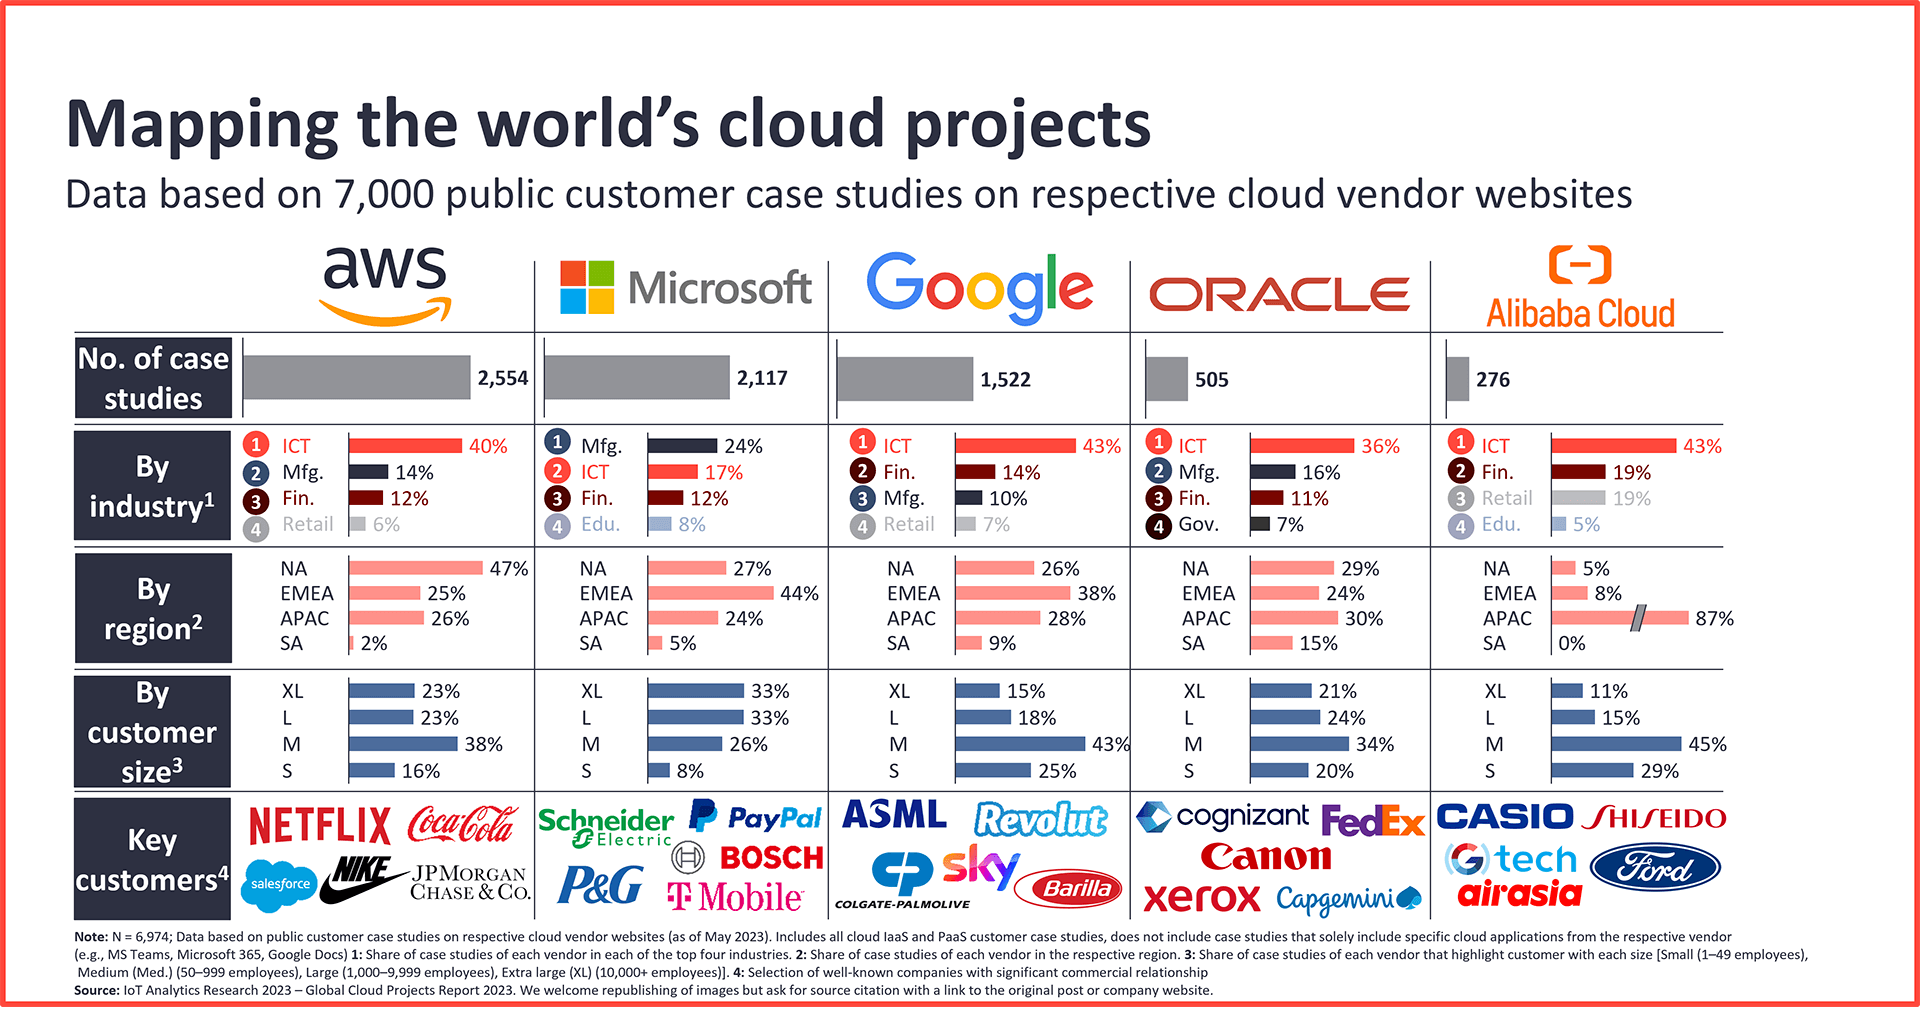 Mapping the world's cloud projects
Data based on 7,000 public customer case studies on respective cloud vendor websites
aws
Microsoft
Google
ORACLE
Alibaba Cloud
No. of case studies
2,554
2,117
1,522
505
276
By industry1
1 ICT 40%
2 Mfg. 14%
3 Fin. 12%
4 Retail 6%
1 Mfg. 24%
2 ICT 17%
3 Fin. 12%
4 Edu. 8%
1 ICT 43%
2 Fin. 14%
3 Mfg. 10%
4 Retail 7%
1 ICT 36%
2 Mfg. 16%
3 Fin. 11%
4 Gov. 7%
1 ICT 43%
2 Fin. 19%
3 Retail 19%
4 Edu. 5%
By region2
NA 47%
EMEA 25%
APAC 26%
SA 2%
NA 27%
EMEA 44%
APAC 24%
SA 5%
NA 26%
EMEA 38%
APAC 28%
SA 9%
NA 29%
EMEA 24%
APAC 30%
SA 15%
NA 5%
EMEA 8%
APAC 87%
SA 0%
By customer size3
XL 23%
L 23%
M 38%
S 16%
XL 33%
L 33%
M 26%
S 8%
XL 15%
L 18%
M 43%
S 25%
XL 21%
L 24%
M 34%
S 20%
XL 11%
L 15%
M 45%
S 29%
Key customers4
NETFLIX
Coca-Cola
salesforce
NIKE
JPMORGAN CHASE & CO.
Schneider Electric
PayPal
BOSCH
P&G
T Mobile
ASML
Revolut
CP
COLGATE-PALMOLIVE
sky
Barilla
cognizant
FedEx
Canon
xerox
Capgemini
CASIO
SHISEIDO
G tech
Ford
airasia
Note: N = 6,974; Data based on public customer case studies on respective cloud vendor websites (as of May 2023). Includes all cloud IaaS and PaaS customer case studies, does not include case studies that solely include specific cloud applications from the respective vendor
(e.g., MS Teams, Microsoft 365, Google Docs) 1: Share of case studies of each vendor in each of the top four industries. 2: Share of case studies of each vendor in the respective region. 3: Share of case studies of each vendor that highlight customer with each size [Small (1–49 employees),
Medium (Med.) (50–999 employees), Large (1,000–9,999 employees), Extra large (XL) (10,000+ employees)]. 4: Selection of well-known companies with significant commercial relationship
Source: IoT Analytics Research 2023 – Global Cloud Projects Report 2023. We welcome republishing of images but ask for source citation with a link to the original post or company website.